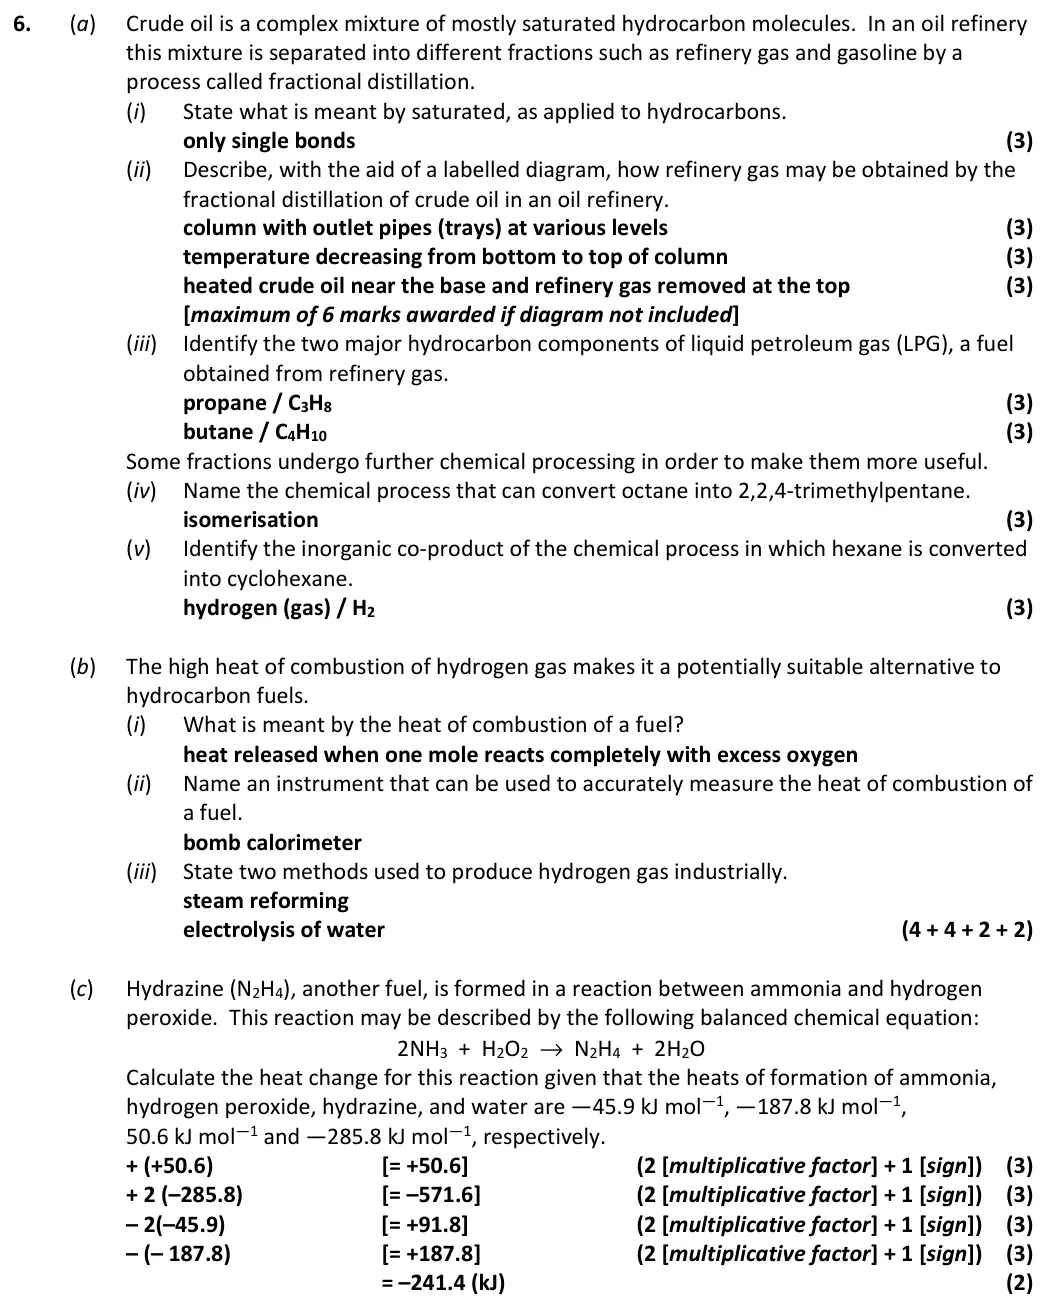 6. (a) Crude oil is a complex mixture of mostly saturated hydrocarbon molecules. In an oil refinery
this mixture is separated into different fractions such as refinery gas and gasoline by a
process called fractional distillation.
(i) State what is meant by saturated, as applied to hydrocarbons.
only single bonds (3)
(ii) Describe, with the aid of a labelled diagram, how refinery gas may be obtained by the
fractional distillation of crude oil in an oil refinery.
column with outlet pipes (trays) at various levels (3)
temperature decreasing from bottom to top of column (3)
heated crude oil near the base and refinery gas removed at the top (3)
[maximum of 6 marks awarded if diagram not included]
(iii) Identify the two major hydrocarbon components of liquid petroleum gas (LPG), a fuel
obtained from refinery gas.
propane / C₃H₈ (3)
butane / C₄H₁₀ (3)
Some fractions undergo further chemical processing in order to make them more useful.
(iv) Name the chemical process that can convert octane into 2,2,4-trimethylpentane.
isomerisation (3)
(v) Identify the inorganic co-product of the chemical process in which hexane is converted
into cyclohexane.
hydrogen (gas) / H₂ (3)
(b) The high heat of combustion of hydrogen gas makes it a potentially suitable alternative to
hydrocarbon fuels.
(i) What is meant by the heat of combustion of a fuel?
heat released when one mole reacts completely with excess oxygen
(ii) Name an instrument that can be used to accurately measure the heat of combustion of
a fuel.
bomb calorimeter
(iii) State two methods used to produce hydrogen gas industrially.
steam reforming
electrolysis of water (4 + 4 + 2 + 2)
(c) Hydrazine (N₂H₄), another fuel, is formed in a reaction between ammonia and hydrogen
peroxide. This reaction may be described by the following balanced chemical equation:
2NH₃ + H₂O₂ → N₂H₄ + 2H₂O
Calculate the heat change for this reaction given that the heats of formation of ammonia,
hydrogen peroxide, hydrazine, and water are —45.9 kJ mol⁻¹, —187.8 kJ mol⁻¹,
50.6 kJ mol⁻¹ and —285.8 kJ mol⁻¹, respectively.
+ (+50.6) [= +50.6] (2 [multiplicative factor] + 1 [sign]) (3)
+ 2 (–285.8) [= –571.6] (2 [multiplicative factor] + 1 [sign]) (3)
– 2(–45.9) [= +91.8] (2 [multiplicative factor] + 1 [sign]) (3)
– (– 187.8) [= +187.8] (2 [multiplicative factor] + 1 [sign]) (3)
= –241.4 (kJ) (2)